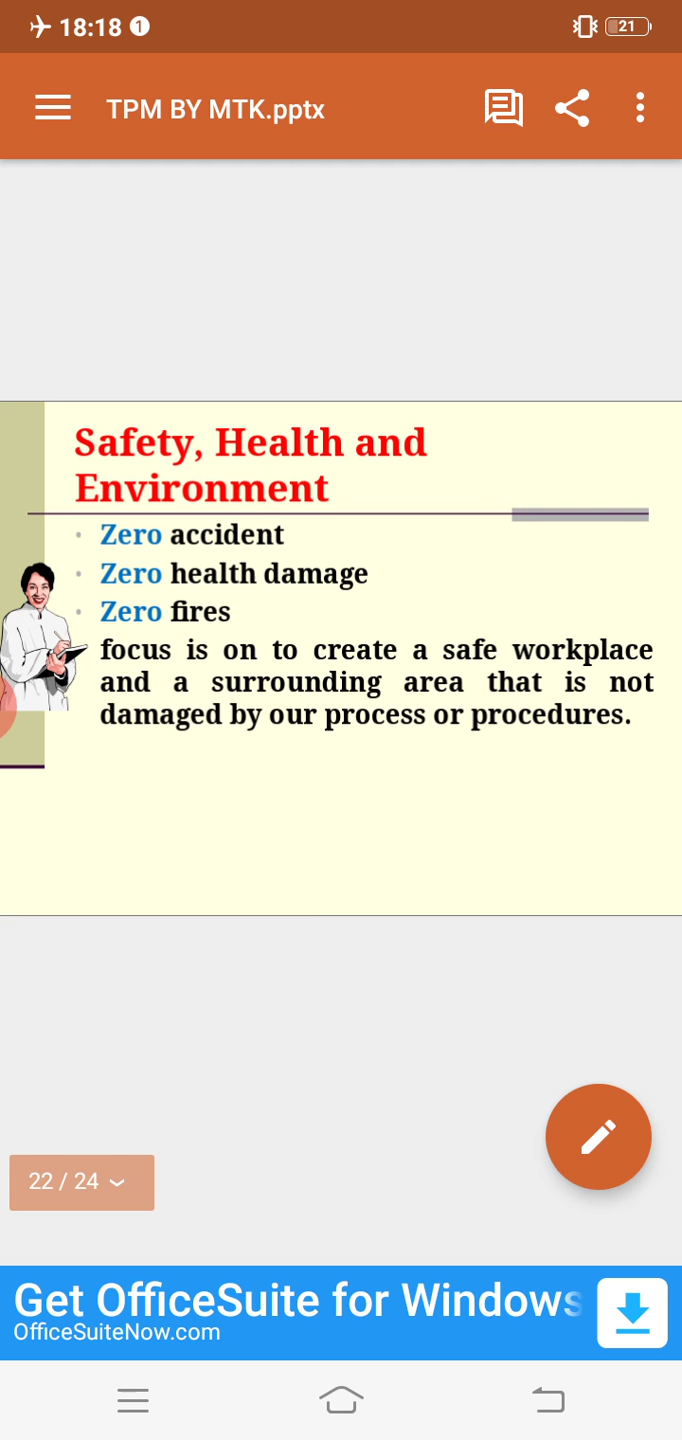 18:18 1
21
TPM BY MTK.pptx
Safety, Health and
Environment
• Zero accident
• Zero health damage
• Zero fires
focus is on to create a safe workplace
and a surrounding area that is not
damaged by our process or procedures.
22 / 24
Get OfficeSuite for Windows
OfficeSuiteNow.com